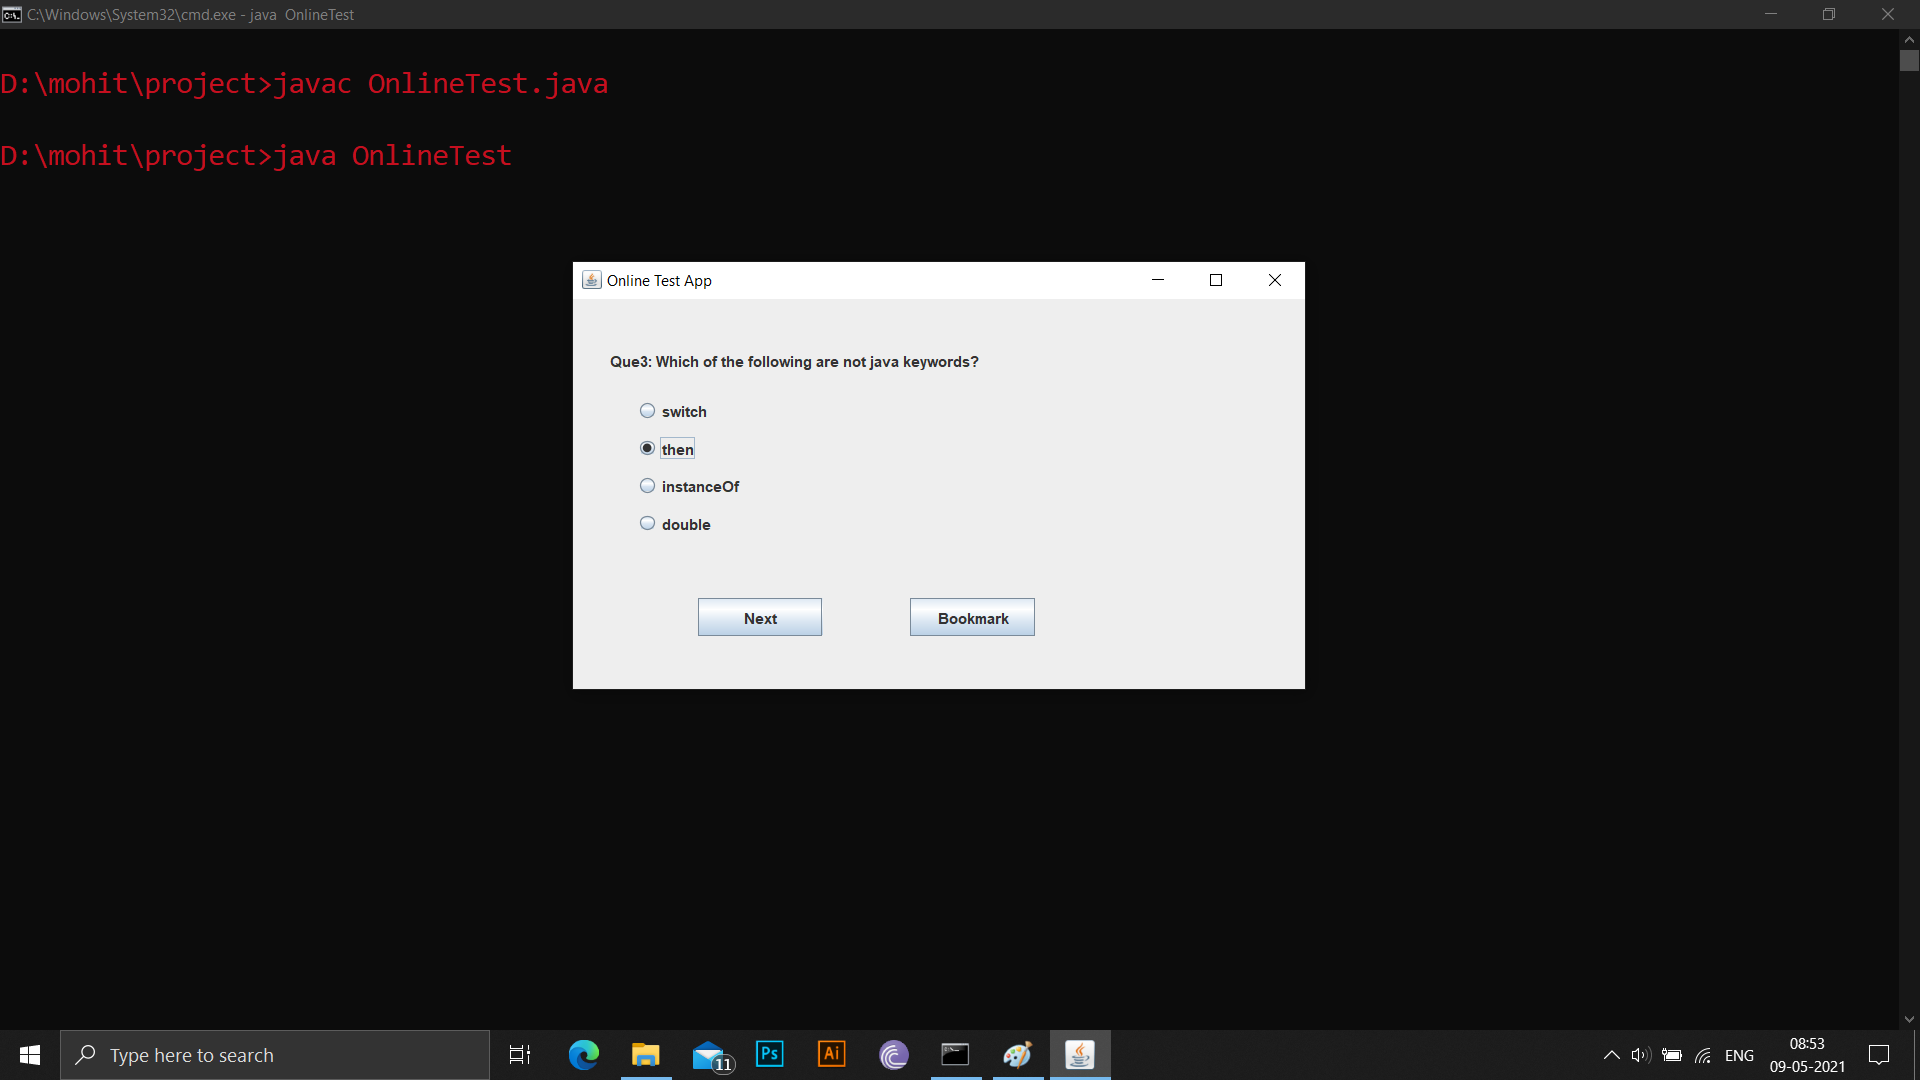 C:\Windows\System32\cmd.exe - java  OnlineTest
D:\mohit\project>javac OnlineTest.java
D:\mohit\project>java OnlineTest
Online Test App
Que3: Which of the following are not java keywords?
switch
then
instanceOf
double
Next
Bookmark
Type here to search
11
Ps
Ai
ENG
08:53
09-05-2021